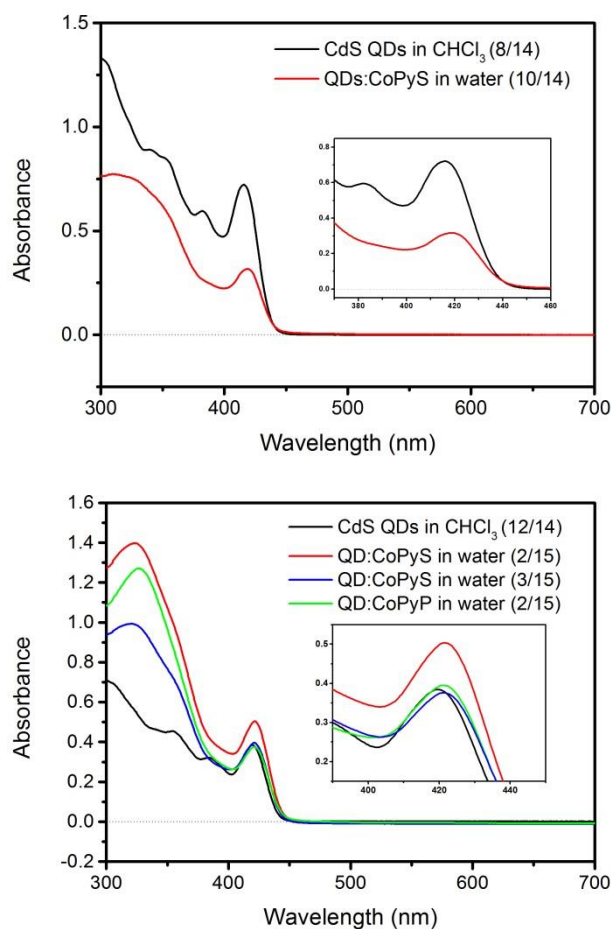 1.5
1.0
0.5
0.0
Absorbance
CdS QDs in CHCl₃ (8/14)
QDs:CoPyS in water (10/14)
0.8
0.6
0.4
0.2
0.0
380 400 420 440 460
300 400 500 600 700
Wavelength (nm)
1.6
1.4
1.2
1.0
0.8
0.6
0.4
0.2
0.0
-0.2
Absorbance
CdS QDs in CHCl₃ (12/14)
QD:CoPyS in water (2/15)
QD:CoPyS in water (3/15)
QD:CoPyP in water (2/15)
0.5
0.4
0.3
0.2
400 420 440
300 400 500 600 700
Wavelength (nm)